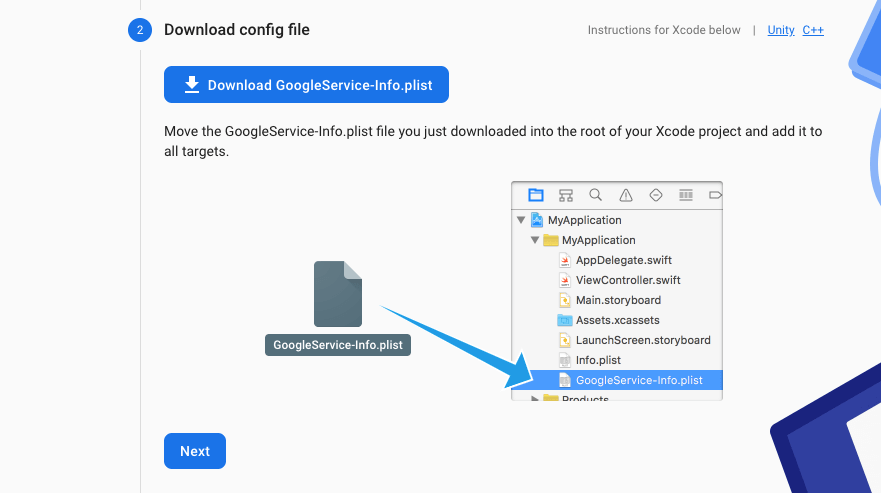 2 Download config file Instructions for Xcode below | Unity C++
Download GoogleService-Info.plist
Move the GoogleService-Info.plist file you just downloaded into the root of your Xcode project and add it to
all targets.
MyApplication
MyApplication
AppDelegate.swift
ViewController.swift
Main.storyboard
Assets.xcassets
LaunchScreen.storyboard
Info.plist
GoogleService-Info.plist
GoogleService-Info.plist
Products
Next